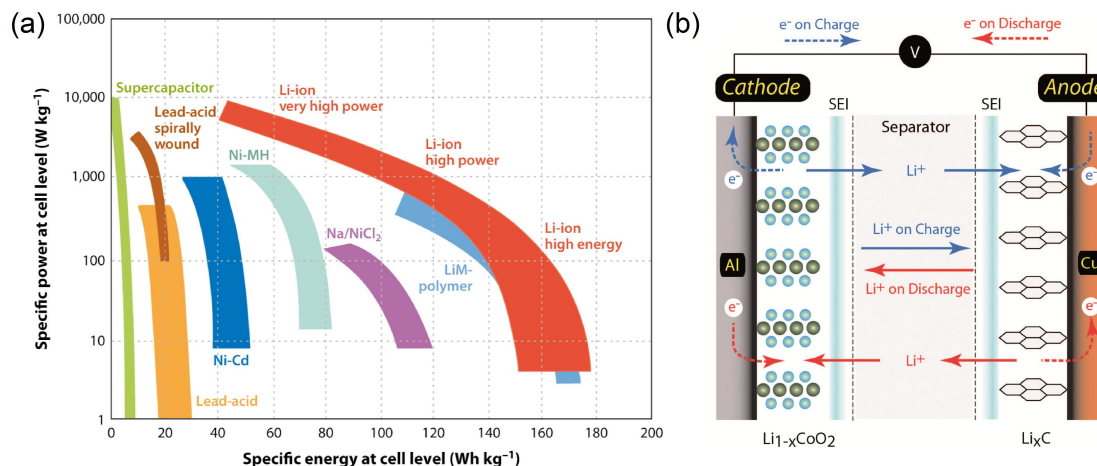 (a)
100,000
10,000
1,000
100
10
1
Specific power at cell level (W kg⁻¹)
0
20
40
60
80
100
120
140
160
180
200
Specific energy at cell level (Wh kg⁻¹)
Supercapacitor
Lead-acid
spirally
wound
Ni-MH
Li-ion
very high power
Li-ion
high power
Na/NiCl₂
LiM-
polymer
Li-ion
high energy
Ni-Cd
Lead-acid
(b)
e⁻ on Charge
e⁻ on Discharge
V
Cathode
Anode
SEI
Separator
SEI
e⁻
Li⁺
e⁻
Li⁺ on Charge
Al
Cu
Li⁺ on Discharge
e⁻
e⁻
Li⁺
Li₁₋ₓCoO₂
LiₓC